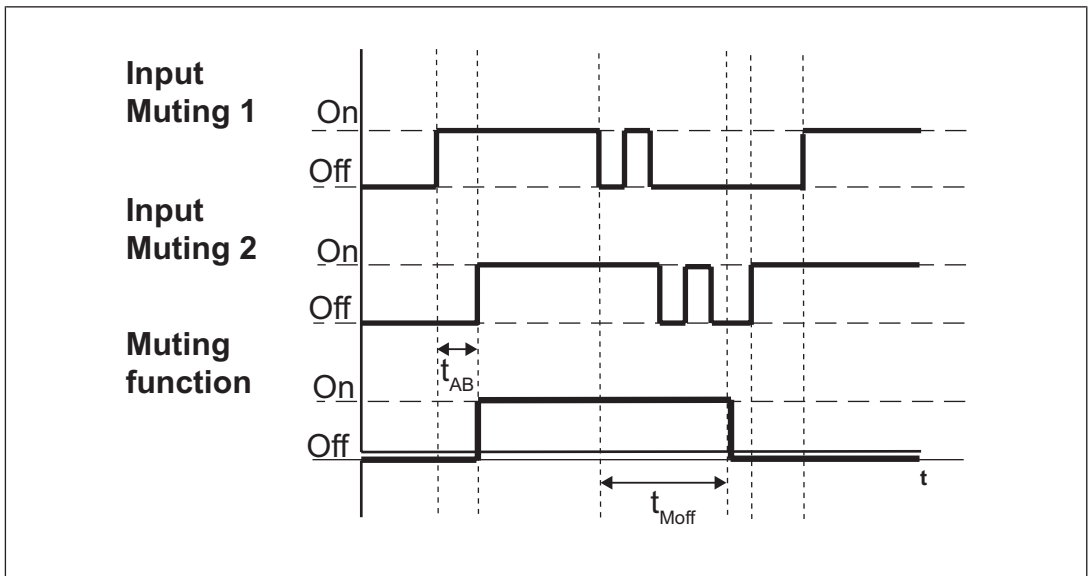 Input
Muting 1
On
Off
Input
Muting 2
On
Off
Muting
function
On
Off
t_AB
t_Moff
t